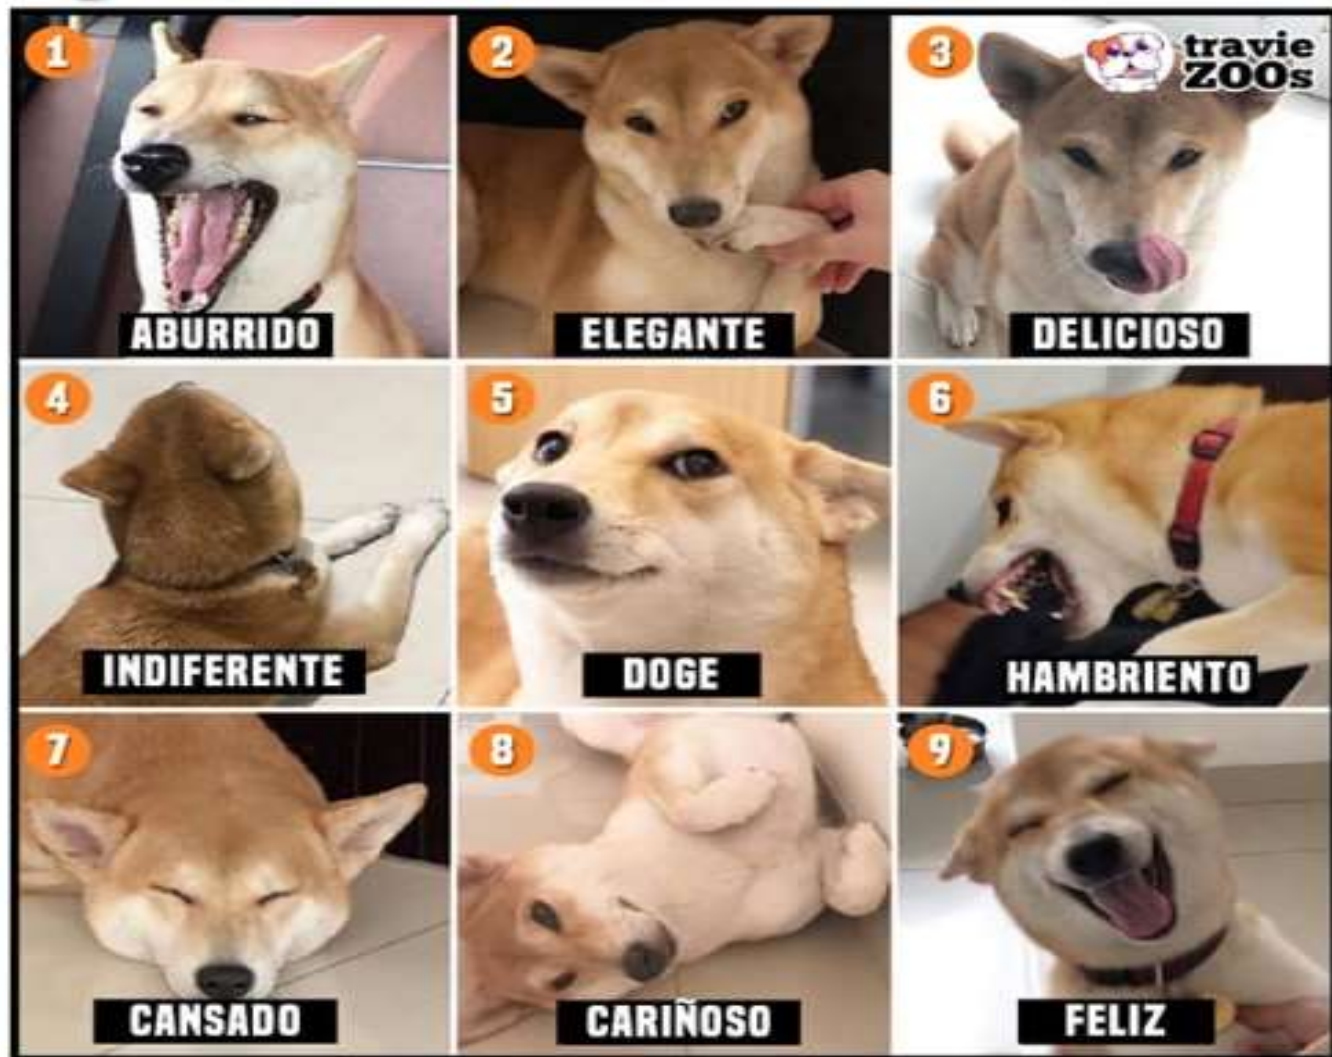 1
2
3
travie
ZOOs
ABURRIDO
ELEGANTE
DELICIOSO
4
5
6
INDIFERENTE
DOGE
HAMBRIENTO
7
8
9
CANSADO
CARIÑOSO
FELIZ